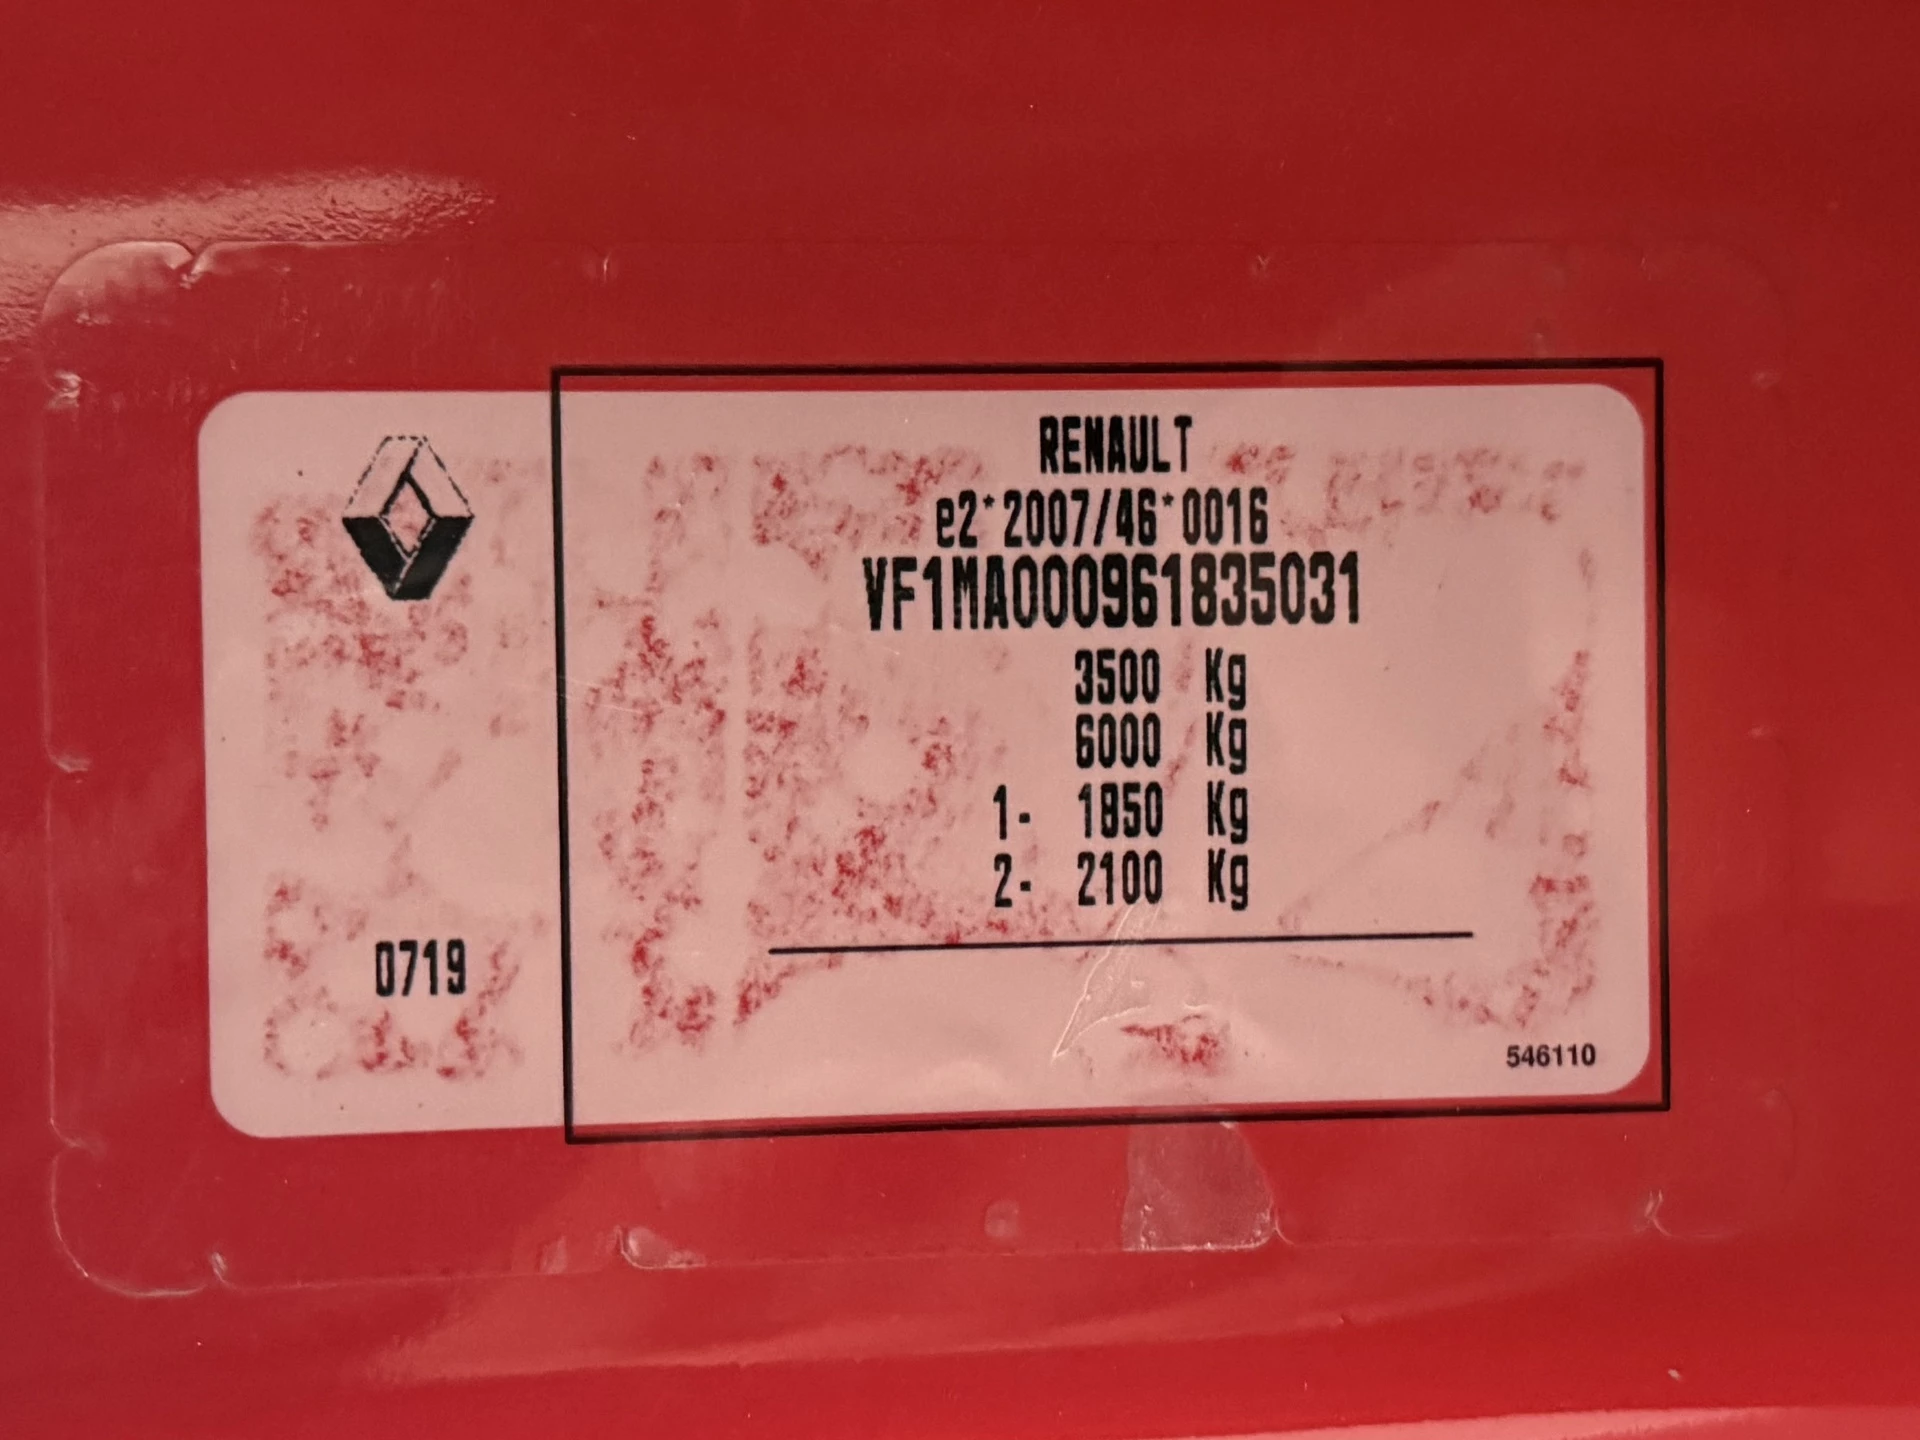 RENAULT
e2*2007/46*0016
VF1MA000961835031
3500 Kg
6000 Kg
1- 1850 Kg
2- 2100 Kg
0719
546110